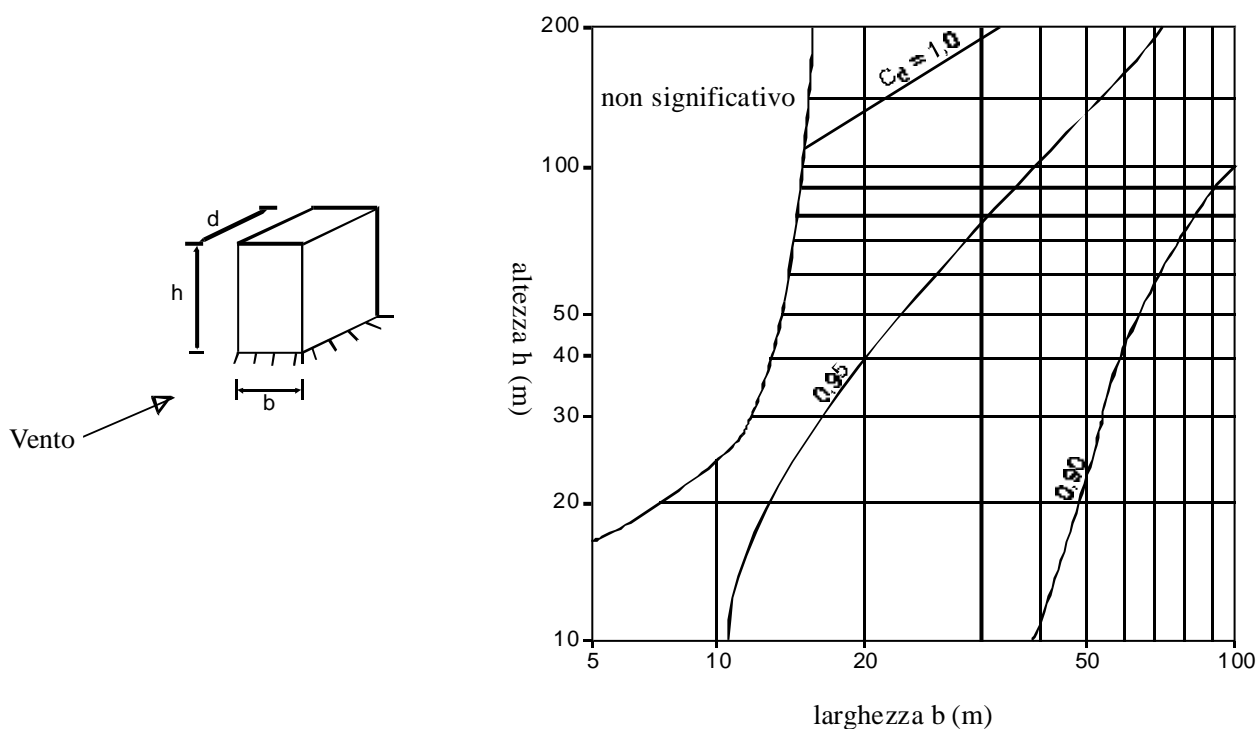 d
h
b
Vento
altezza h (m)
200
100
50
40
30
20
10
non significativo
Cd = 1,0
0,95
0,90
5
10
20
50
100
larghezza b (m)